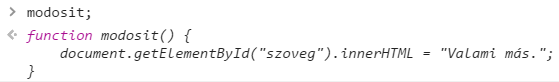 modosit;
function modosit() {
document.getElementById("szoveg").innerHTML = "Valami más.";
}